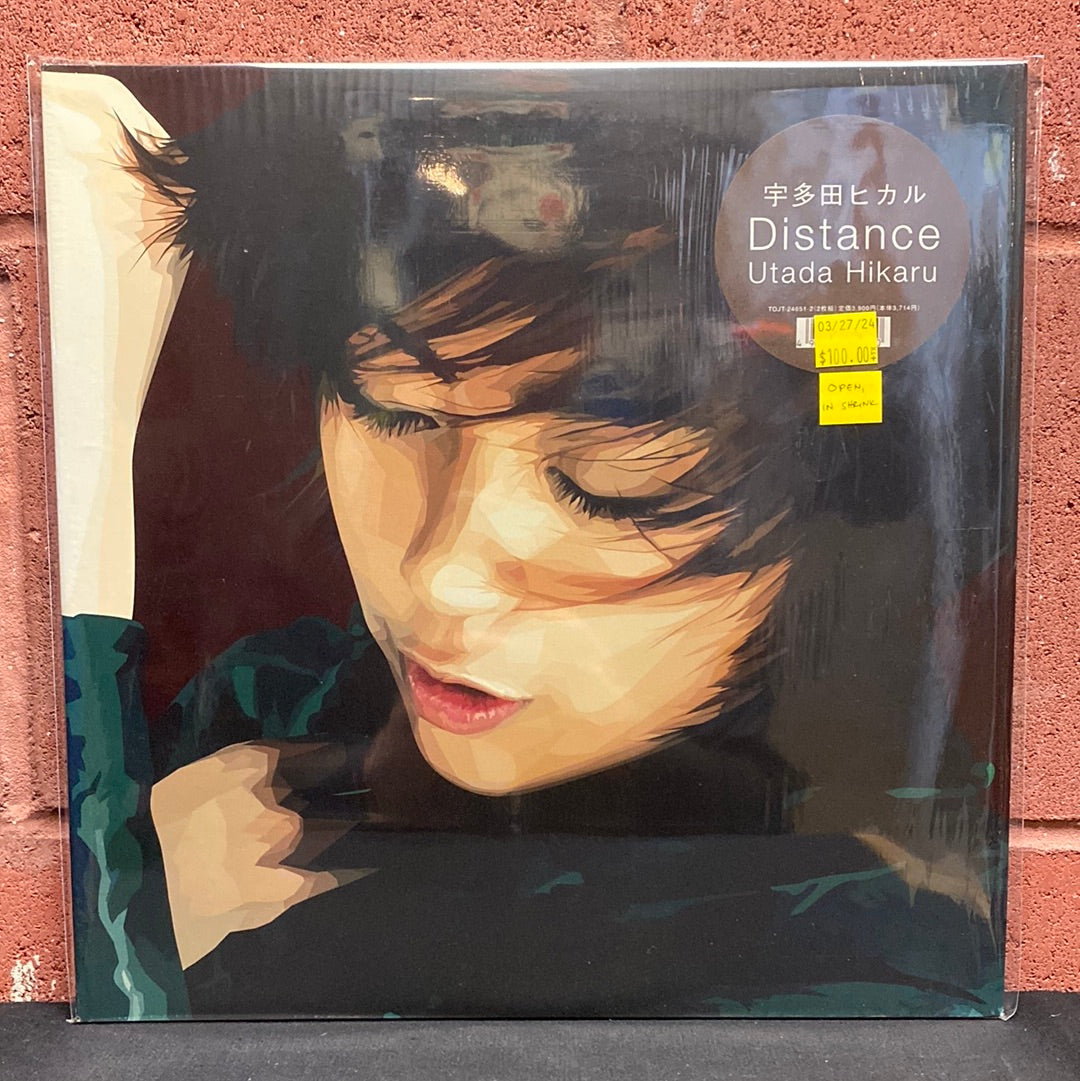 宇多田ヒカル
Distance
Utada Hikaru
TOJT-24651·2(2枚組) 定価3,900円(本体3,714円)
03/27/24
$100.00
OPEN,
IN SHRINK